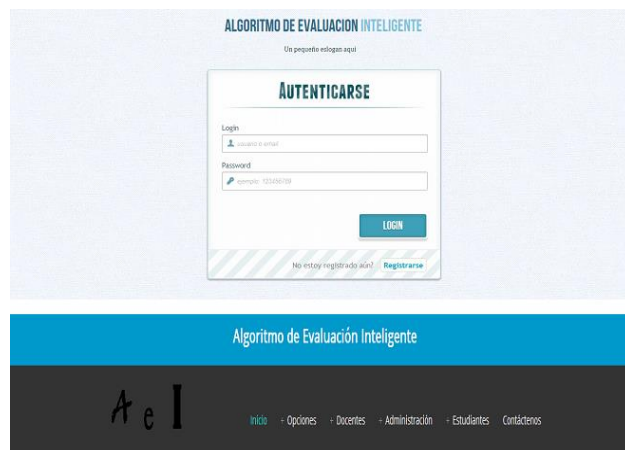 ALGORITMO DE EVALUACION INTELIGENTE
Un pequeño eslogan aquí
AUTENTICARSE
Login
usuario o email
Password
ejemplo: 123456789
LOGIN
No estoy registrado aún? Registrarse
Algoritmo de Evaluación Inteligente
A e I
Inicio + Opciones + Docentes + Administración + Estudiantes Contáctenos